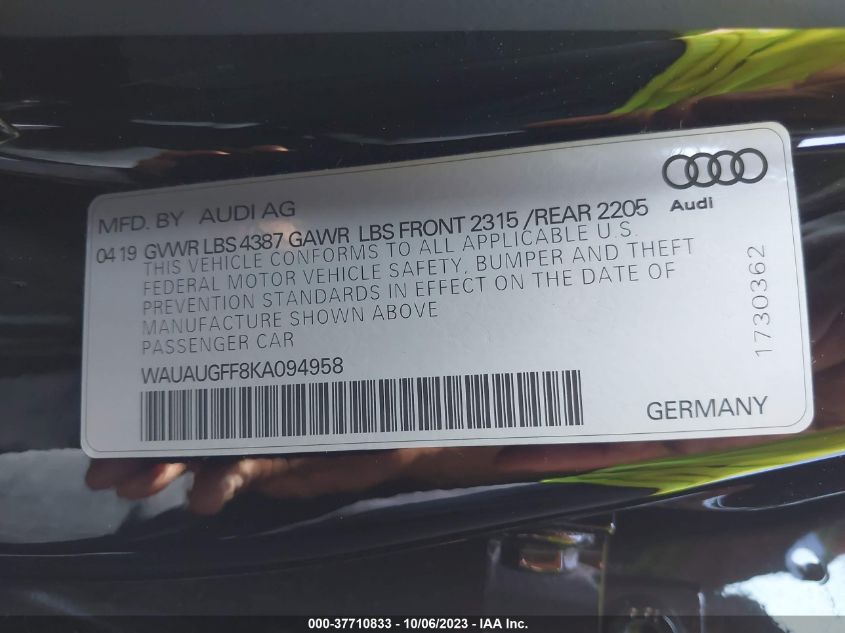 MFD. BY AUDI AG
Audi
04 19 GVWR LBS 4387 GAWR LBS FRONT 2315 /REAR 2205
THIS VEHICLE CONFORMS TO ALL APPLICABLE U.S.
FEDERAL MOTOR VEHICLE SAFETY, BUMPER AND THEFT
PREVENTION STANDARDS IN EFFECT ON THE DATE OF
MANUFACTURE SHOWN ABOVE
PASSENGER CAR
WAUAUGFF8KA094958
GERMANY
1730362
000-37710833 - 10/06/2023 - IAA Inc.